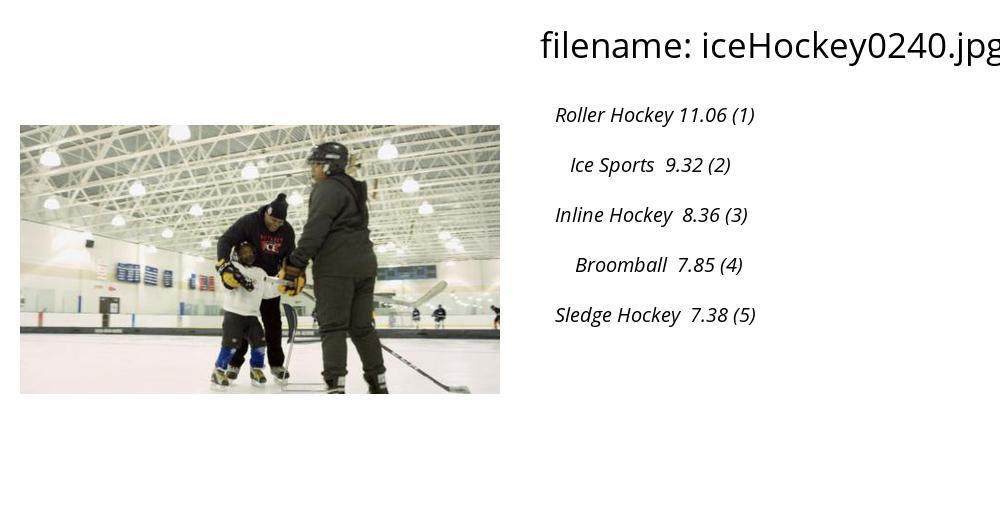 filename: iceHockey0240.jpg
Roller Hockey 11.06 (1)
Ice Sports 9.32 (2)
Inline Hockey 8.36 (3)
Broomball 7.85 (4)
Sledge Hockey 7.38 (5)